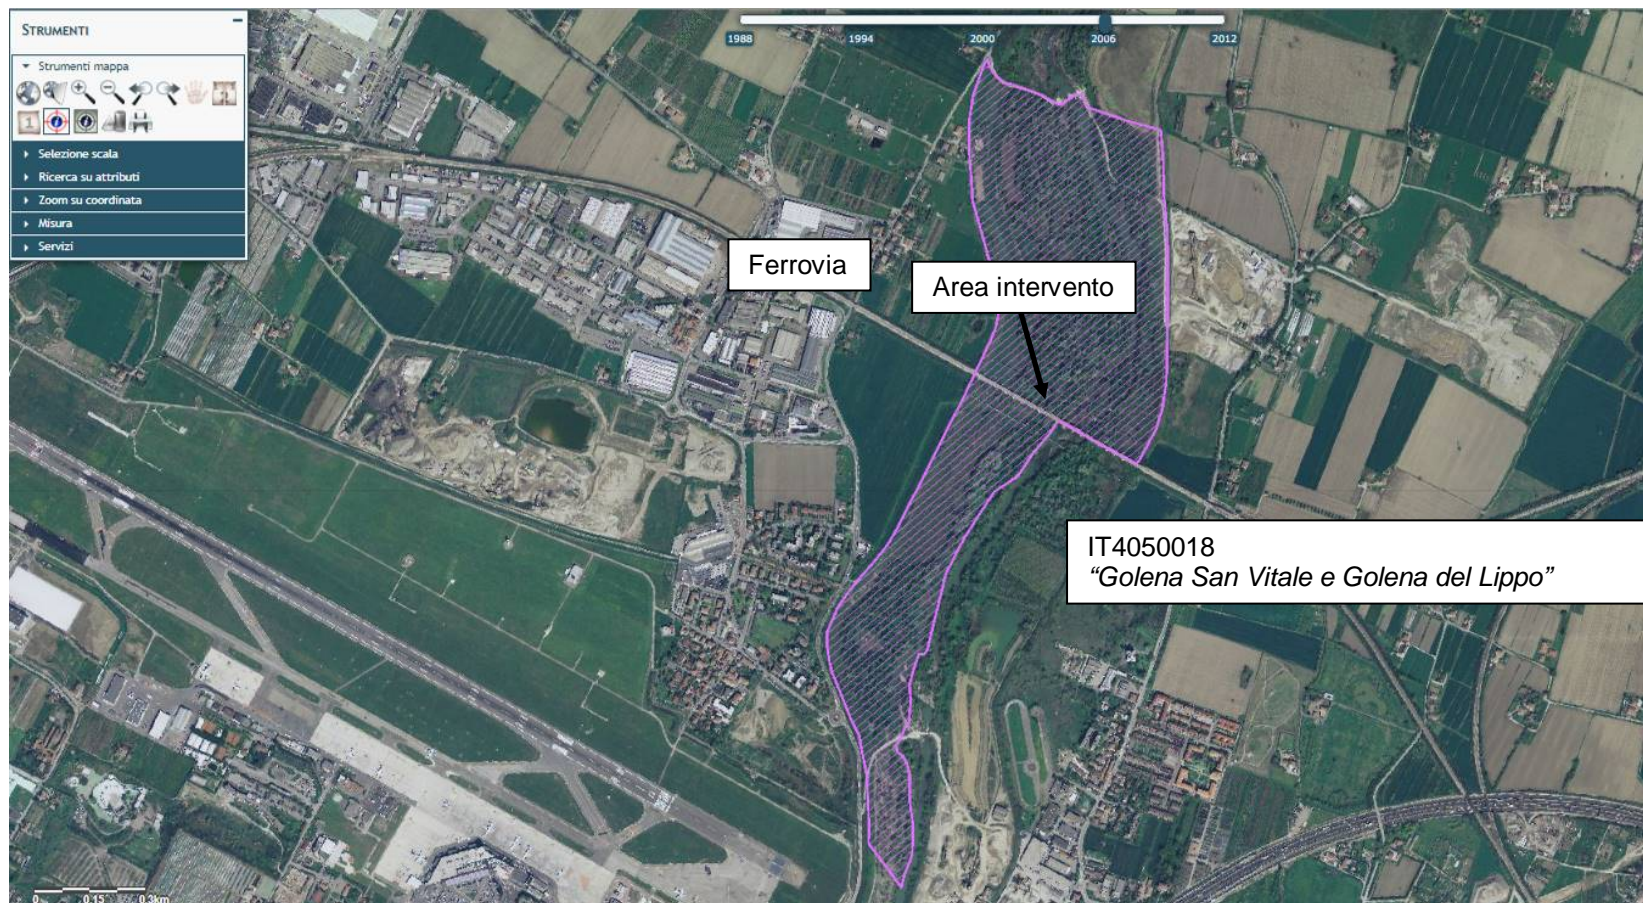 STRUMENTI
Strumenti mappa
1
Selezione scala
Ricerca su attributi
Zoom su coordinata
Misura
Servizi
1988 1994 2000 2006 2012
Ferrovia
Area intervento
IT4050018
“Golena San Vitale e Golena del Lippo”
0 0.15 0.3km